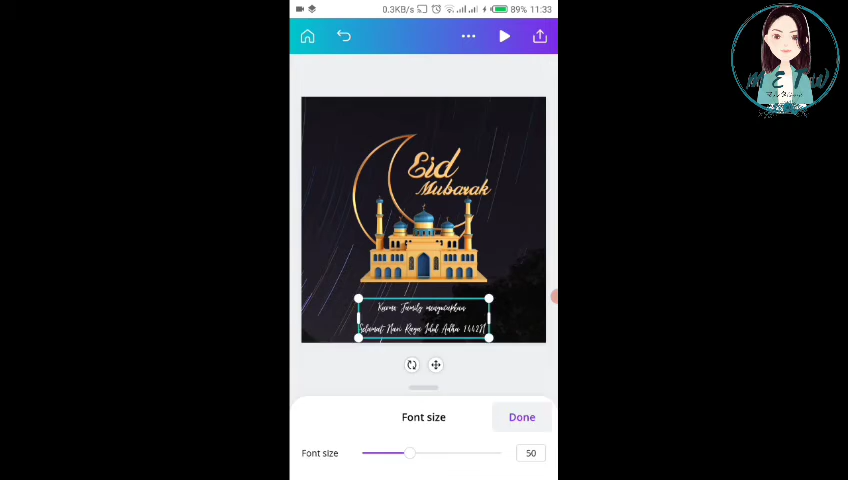 0.3KB/s 89% 11:33
Eid
Mubarak
Keerme Family mengucapkan
Selamat Hari Raya Idul Adha 1442H
Font size
Done
Font size
50